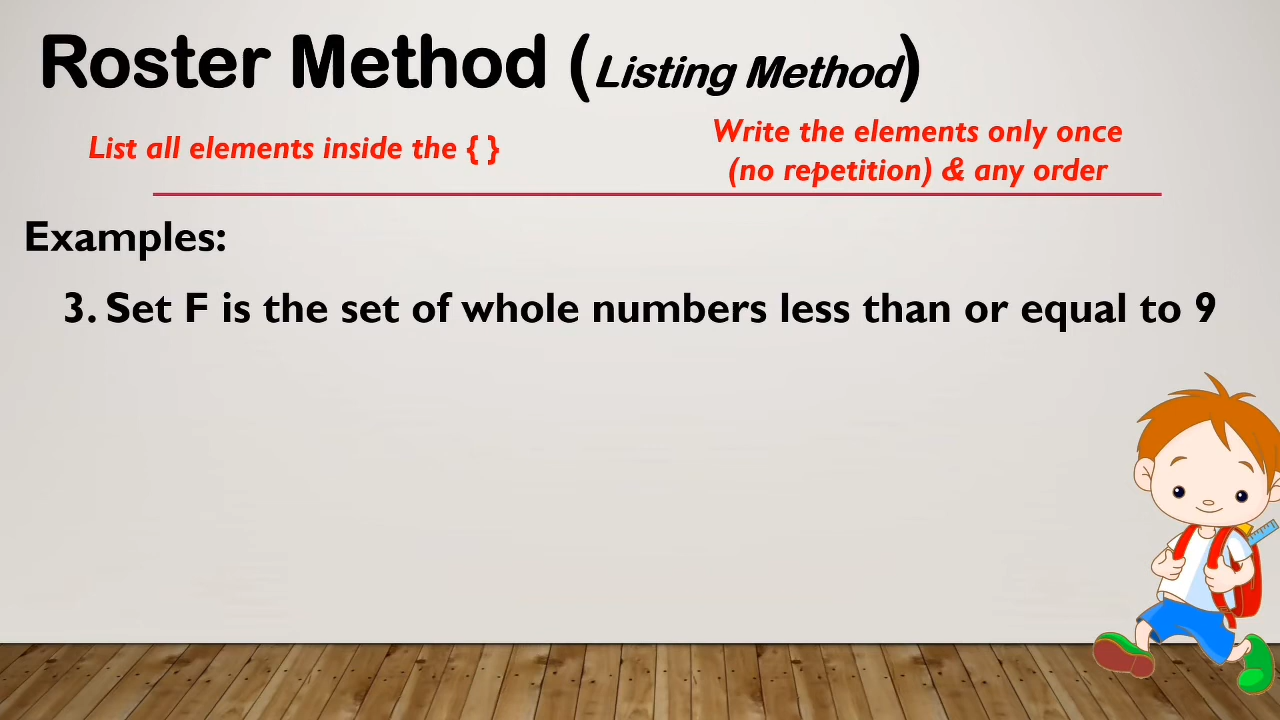 Roster Method (Listing Method)
List all elements inside the { }
Write the elements only once
(no repetition) & any order
Examples:
3. Set F is the set of whole numbers less than or equal to 9